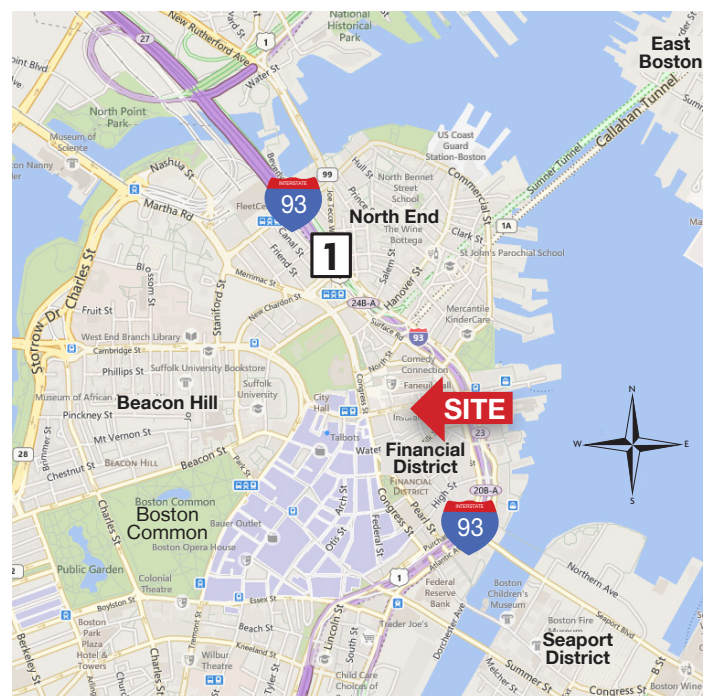 National
Historical
Park
New Rutherford Ave
1
27
Water St
East
Boston
North Point
Park
Museum of
Science
Nashua St
Martha Rd
99
Hull St
Prince
Joe Tecce
US Coast
Guard
Station-Boston
Commercial St
Sumner Tunnel
Callahan Tunnel
North Bennet
Street
School
INTERSTATE
93
North End
The Wine
Bottega
1A
Clark St
St John's Parochial School
Canal St
Friend St
1
Salem St
Hanover St
Merrimac St
24B-A
Storrow Dr
Charles St
Blossom St
Staniford St
New Chardon St
Surface Rd
Mercantile
KinderCare
Fruit St
West End Branch Library
Cambridge St
93
North St
Comedy
Connection
Phillips St
Suffolk University Bookstore
Suffolk
University
Congress St
Museum of African
Beacon Hill
Pinckney St
City
Hall
SITE
Mt Vernon St
Talbots
23
28
Brimmer St
Chestnut St
BEACON HILL
Beacon St
Park St
Financial
District
FINANCIAL
DISTRICT
20B-A
High St
N
W
E
S
Boston Common
Boston
Common
Bauer Outlet
Boston Opera House
Arch St
Otis St
Federal St
Congress St
Pearl St
INTERSTATE
93
Charles St
Public Garden
Colonial
Theatre
Boylston St
Essex St
1
Federal
Reserve
Bank
Dorchester Ave
Boston
Children's
Museum
Northern Ave
Boston Fire
Seaport Blvd
Boston
Park
Plaza
Hotel &
Towers
Tremont St
Beach St
Kneeland St
Lincoln St
South St
Trader Joe's
Seaport
District
Berkeley St
Charles St
Wilbur
Theatre
Tyler St
Child Care
Choices of
Melcher St
Summer St
Congress St
B St
Boston Wine